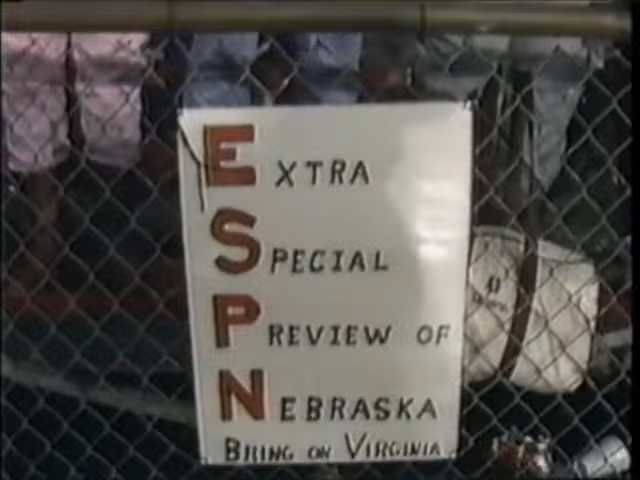 EXTRA
SPECIAL
PREVIEW OF
NEBRASKA
BRING ON VIRGINIA